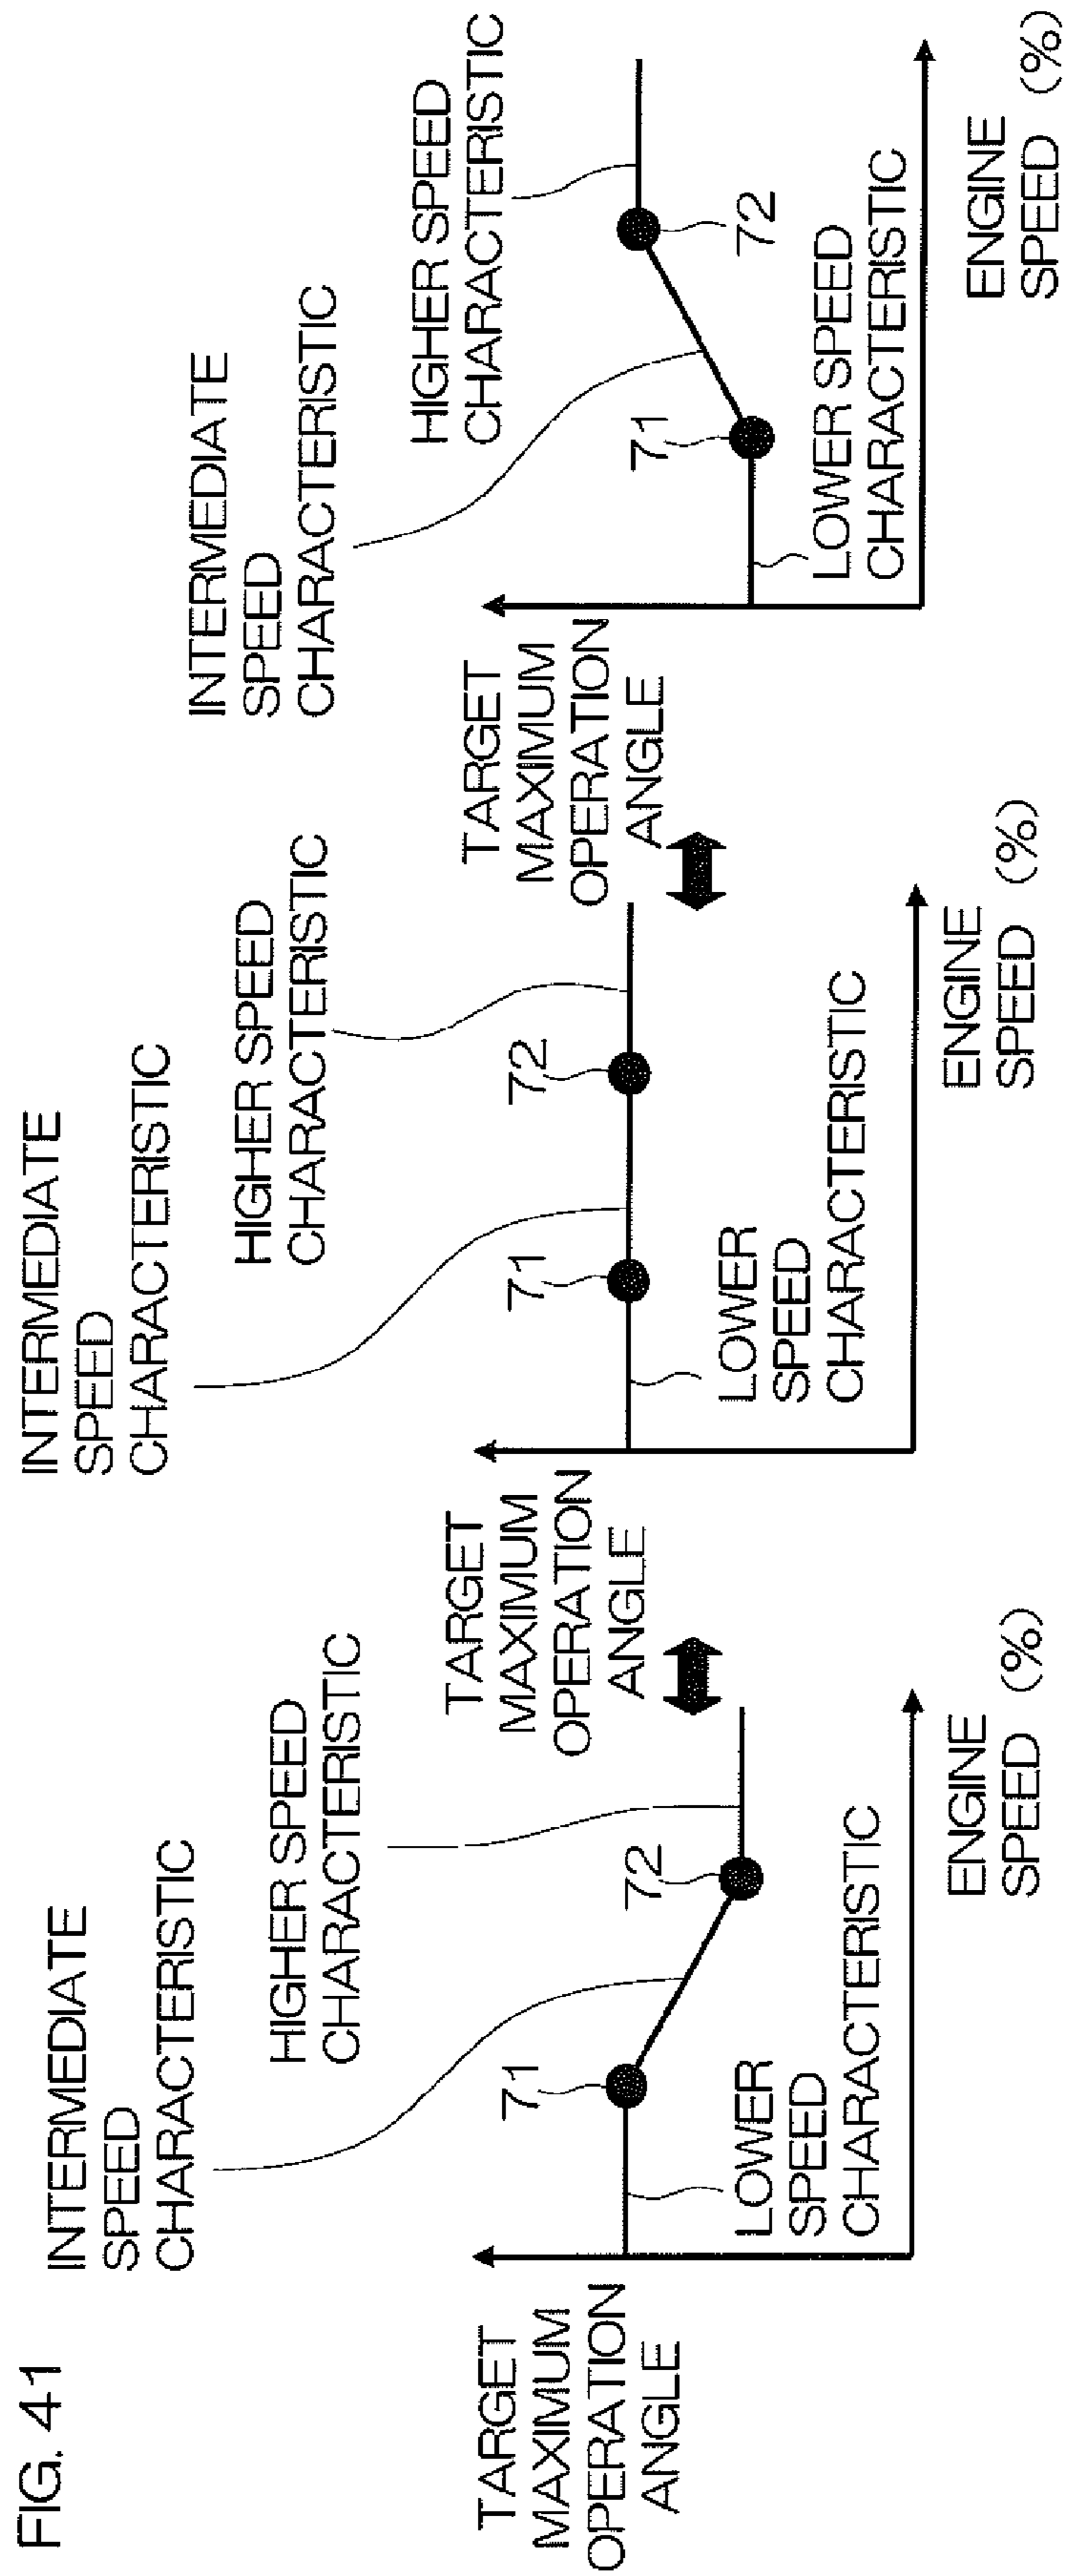 FIG. 41
INTERMEDIATE
SPEED
CHARACTERISTIC
HIGHER SPEED
CHARACTERISTIC
TARGET
MAXIMUM
OPERATION
ANGLE
71
72
LOWER
SPEED
CHARACTERISTIC
ENGINE
SPEED (%)
INTERMEDIATE
SPEED
CHARACTERISTIC
HIGHER SPEED
CHARACTERISTIC
TARGET
MAXIMUM
OPERATION
ANGLE
71
72
LOWER
SPEED
CHARACTERISTIC
ENGINE
SPEED (%)
INTERMEDIATE
SPEED
CHARACTERISTIC
HIGHER SPEED
CHARACTERISTIC
TARGET
MAXIMUM
OPERATION
ANGLE
71
72
LOWER SPEED
CHARACTERISTIC
ENGINE
SPEED (%)